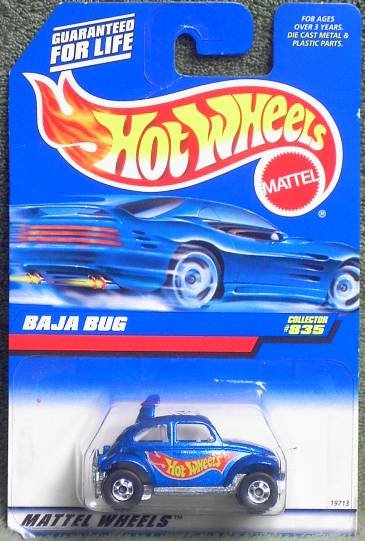 GUARANTEED
FOR LIFE
FOR AGES
OVER 3 YEARS.
DIE CAST METAL &
PLASTIC PARTS.
HOT WHEELS
MATTEL
®
BAJA BUG
COLLECTOR
#835
HOT WHEELS
19713
MATTEL WHEELS™